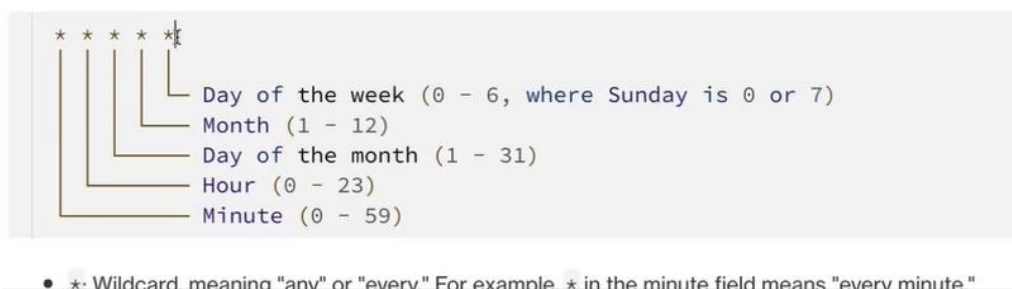 * * * * *
Day of the week (0 - 6, where Sunday is 0 or 7)
Month (1 - 12)
Day of the month (1 - 31)
Hour (0 - 23)
Minute (0 - 59)
• *: Wildcard, meaning "any" or "every." For example, * in the minute field means "every minute."